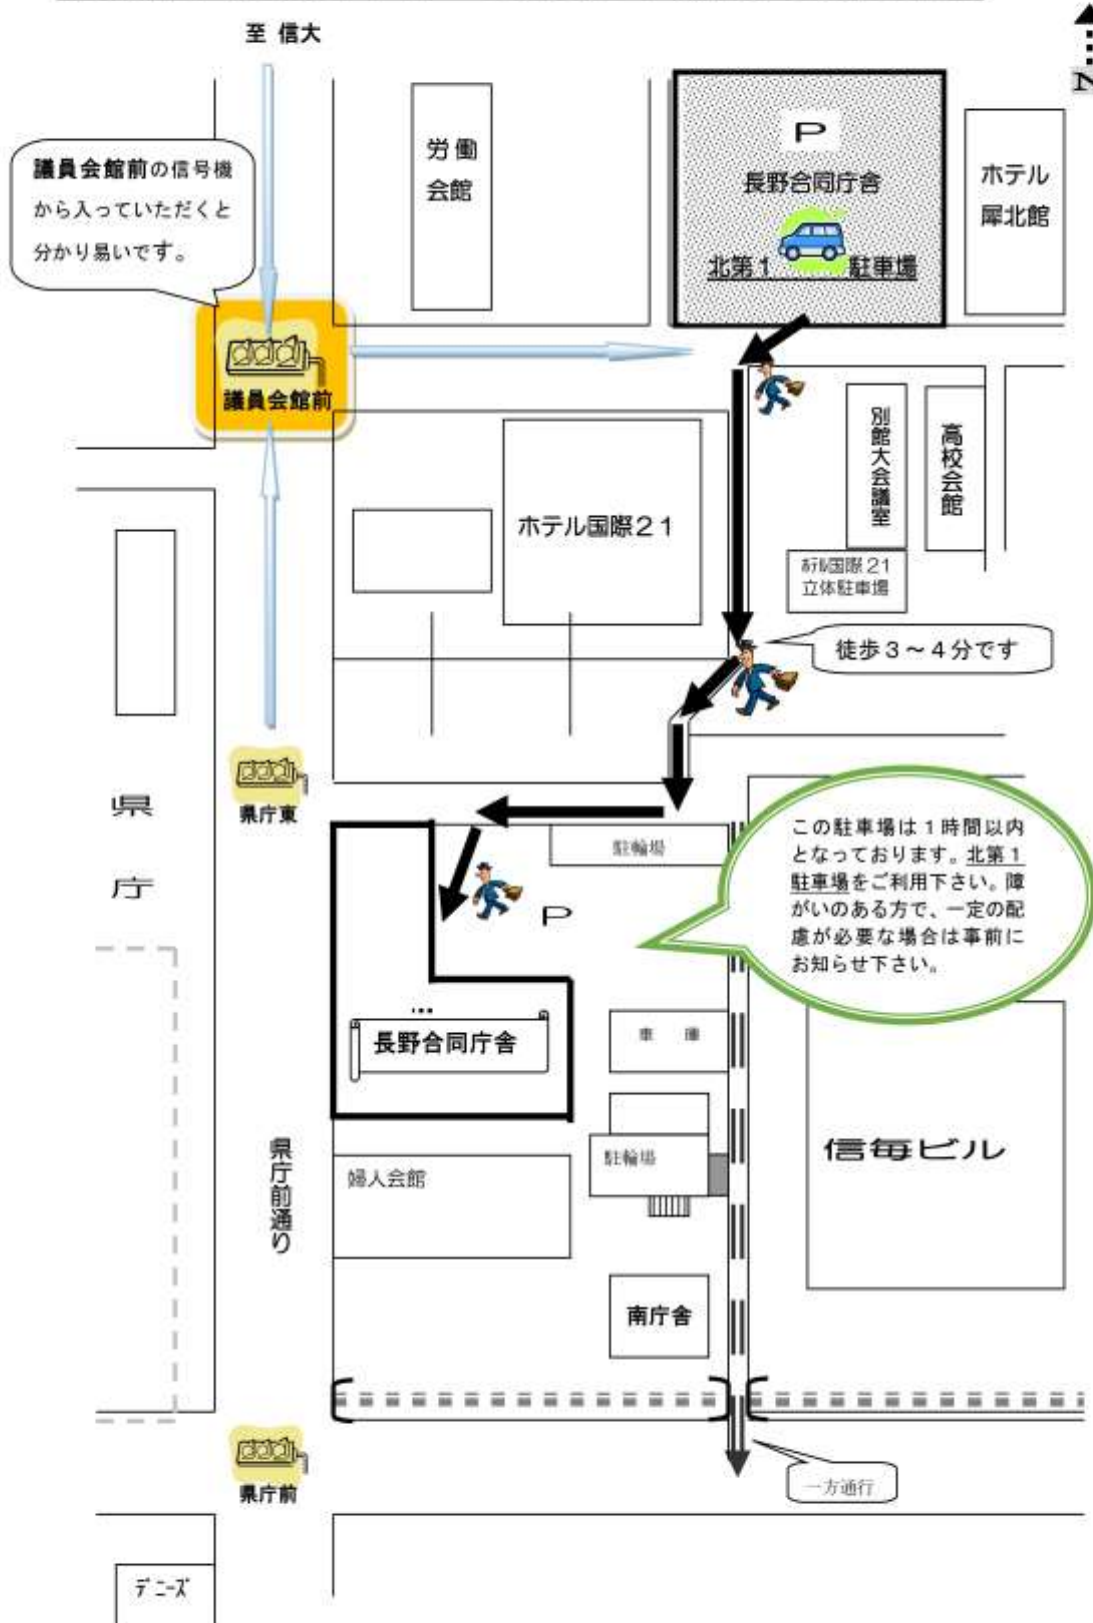 至 信大
N
議員会館前の信号機
から入っていただくと
分かり易いです。
労働
会館
P
長野合同庁舎
北第1 駐車場
ホテル
犀北館
議員会館前
ホテル国際21
別館大会議室
高校会館
ﾎﾃﾙ国際21
立体駐車場
徒歩3~4分です
県庁東
県
庁
駐輪場
P
この駐車場は1時間以内
となっております。北第1
駐車場をご利用下さい。障
がいのある方で、一定の配
慮が必要な場合は事前に
お知らせ下さい。
長野合同庁舎
車 庫
駐輪場
信毎ビル
婦人会館
県庁前通り
南庁舎
県庁前
一方通行
ﾃﾞﾆｰｽﾞ